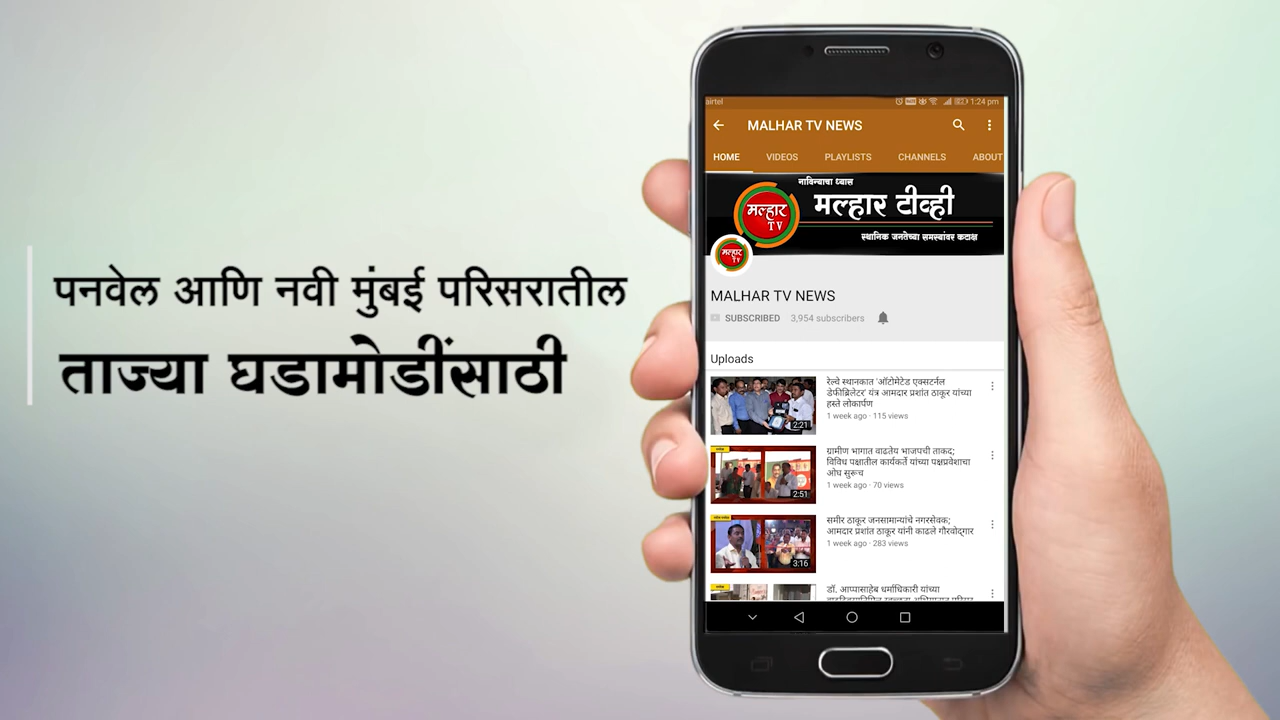 पनवेल आणि नवी मुंबई परिसरातील
ताज्या घडामोडींसाठी
airtel
1:24 pm
MALHAR TV NEWS
HOME VIDEOS PLAYLISTS CHANNELS ABOUT
नाविन्याचा ध्यास
मल्हार टीव्ही
मल्हार
TV
स्थानिक जनतेच्या समस्यांवर कटाक्ष
मल्हार
TV
MALHAR TV NEWS
SUBSCRIBED 3,954 subscribers
Uploads
रेल्वे स्थानकात 'ऑटोमेटेड एक्सटर्नल
डेफीब्रिलेटर' यंत्र आमदार प्रशांत ठाकूर यांच्या
हस्ते लोकार्पण
1 week ago · 115 views
2:21
ग्रामीण भागात वाढतेय भाजपची ताकद;
विविध पक्षातील कार्यकर्ते यांच्या पक्षप्रवेशाचा
ओघ सुरूच
1 week ago · 70 views
2:51
समीर ठाकूर जनसामान्यांचे नगरसेवक;
आमदार प्रशांत ठाकूर यांनी काढले गौरवोद्गार
1 week ago · 283 views
3:16
डॉ. आप्पासाहेब धर्माधिकारी यांच्या